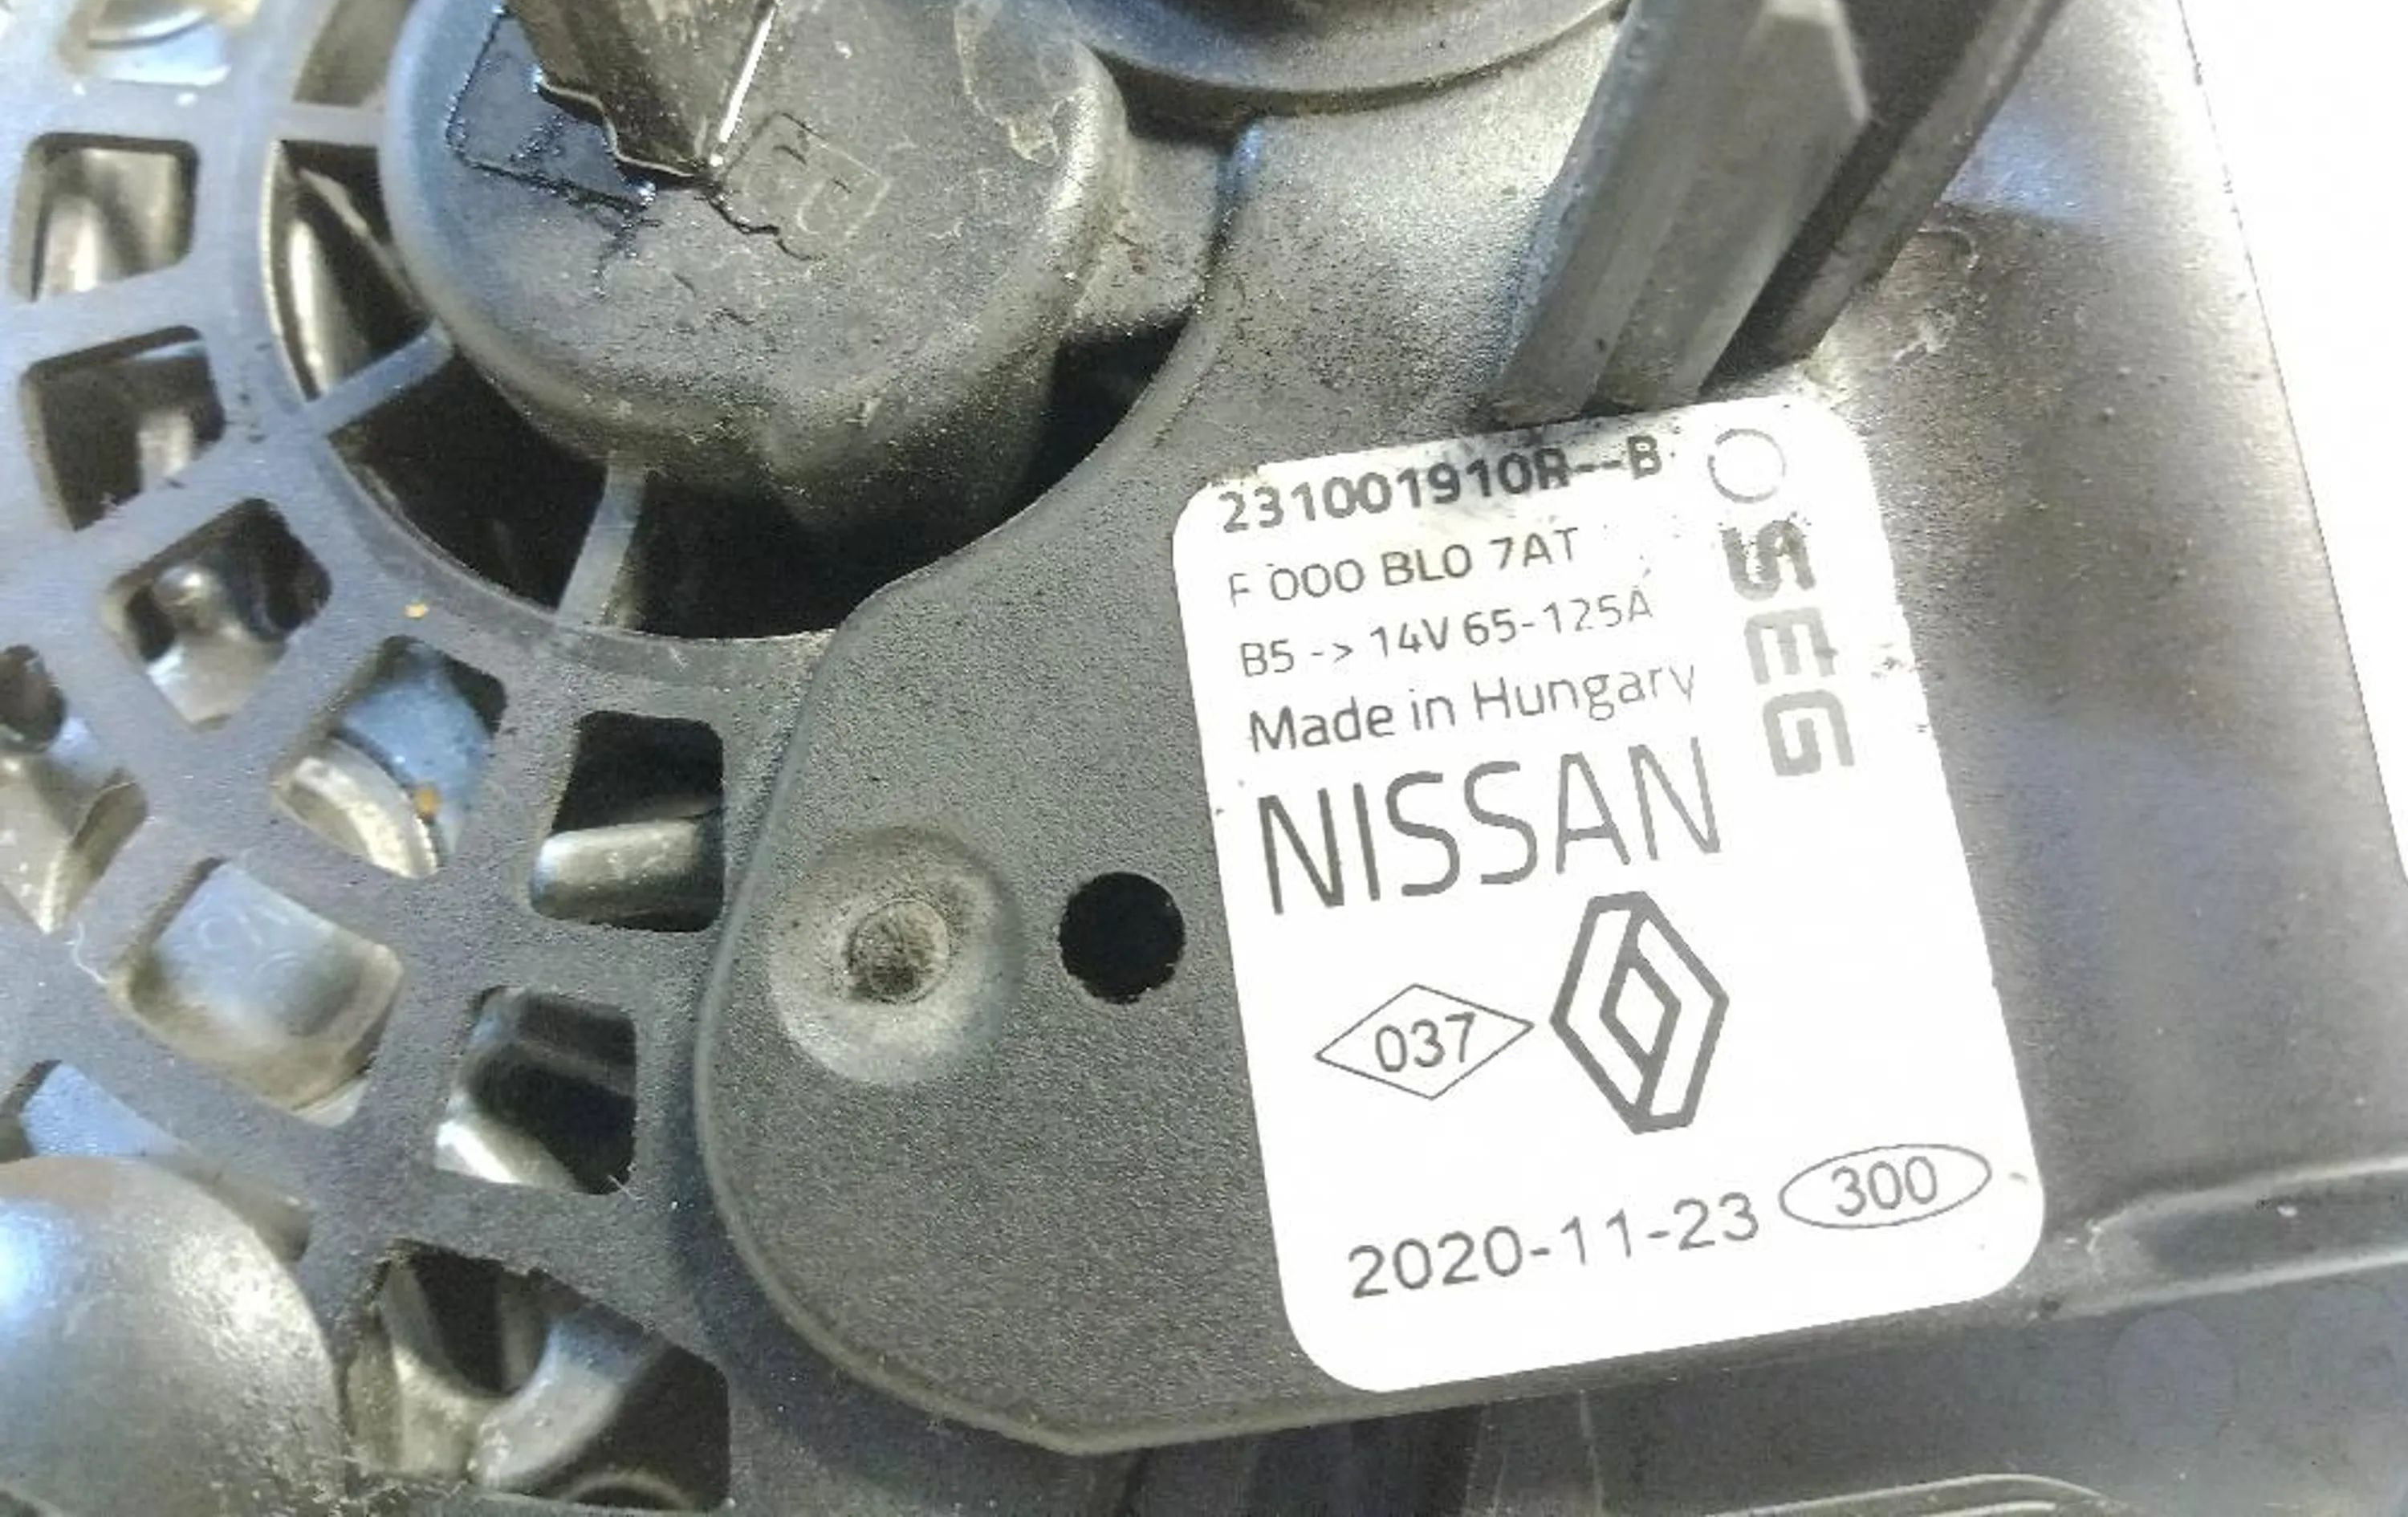 231001910R--B
F 000 BL0 7AT
B5 -> 14V 65-125A
Made in Hungary
SEG
NISSAN
037
2020-11-23 300